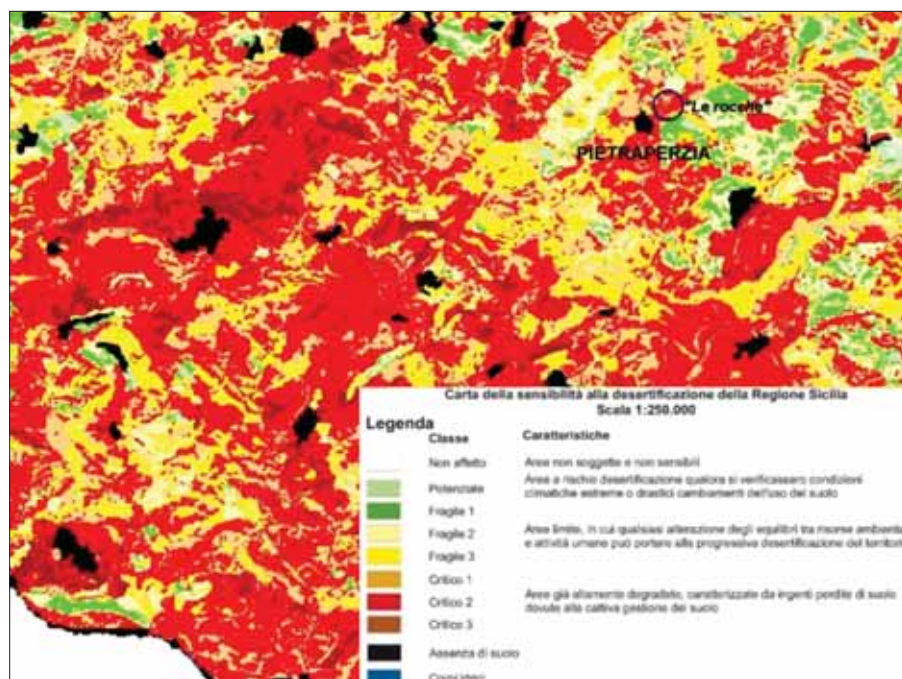 "Le rocelle"
PIETRAPERZIA
Carta della sensibilità alla desertificazione della Regione Sicilia
Scala 1:250.000
Legenda
Classe Caratteristiche
Non affetto Aree non soggette e non sensibili
Potenziale Aree a rischio desertificazione qualora si verificassero condizioni
climatiche estreme o drastici cambiamenti dell'uso del suolo
Fragile 1
Fragile 2 Aree limite, in cui qualsiasi alterazione degli equilibri tra risorse ambienta
Fragile 3 e attività umane può portare alla progressiva desertificazione del territori
Critico 1
Critico 2 Aree già altamente degradate, caratterizzate da ingenti perdite di suolo
dovute alla cattiva gestione del suolo
Critico 3
Assenza di suolo
Corpi idrici